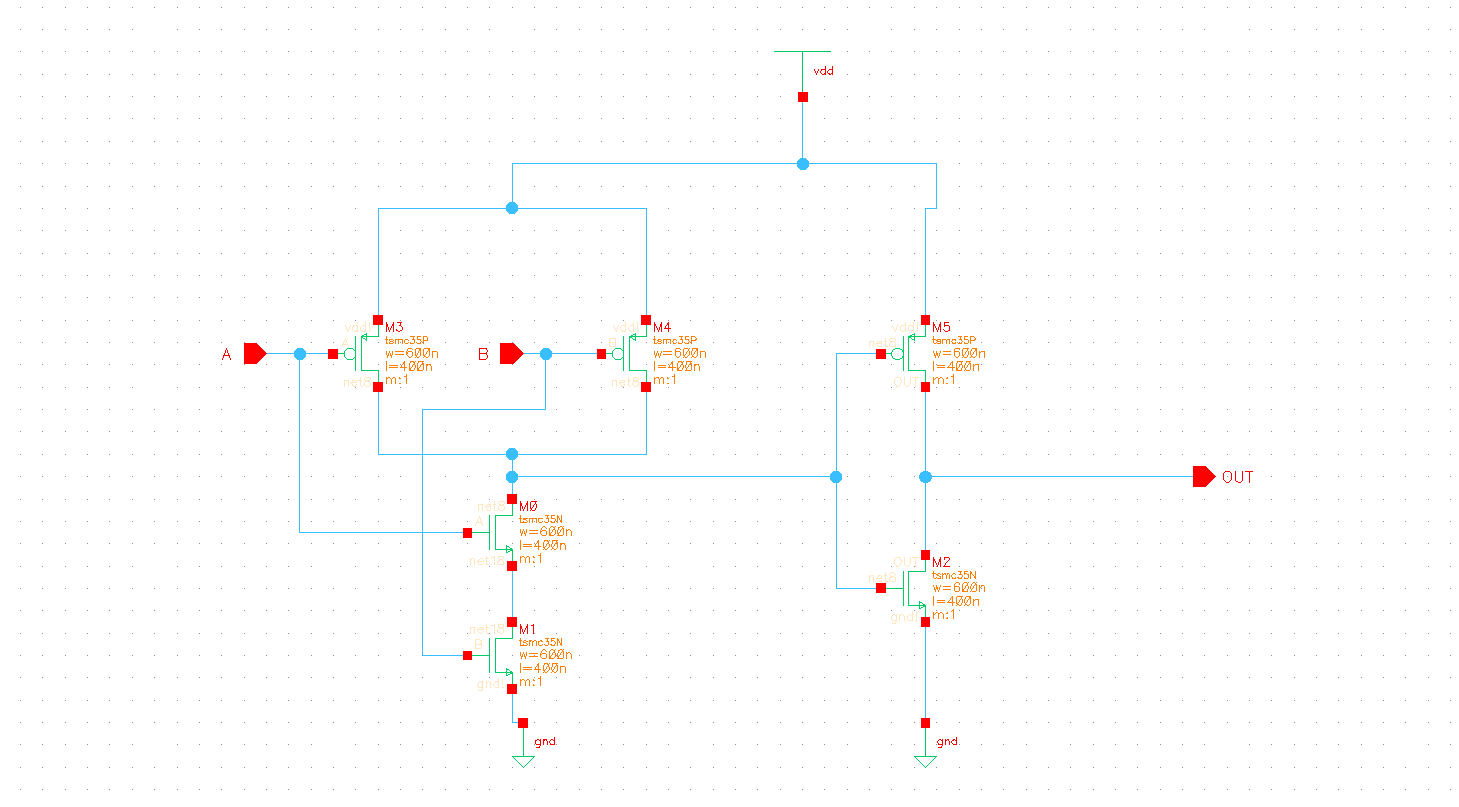 vdd
vdd!
M3
tsmc35P
A
w=600n
l=400n
net8
m:1
vdd!
M4
tsmc35P
B
w=600n
l=400n
net8
m:1
vdd!
M5
tsmc35P
net8
w=600n
l=400n
OUT
m:1
A
B
OUT
net8
M0
tsmc35N
A
w=600n
l=400n
net18
m:1
OUT
M2
tsmc35N
net8
w=600n
l=400n
gnd!
m:1
net18
M1
tsmc35N
B
w=600n
l=400n
gnd!
m:1
gnd
gnd